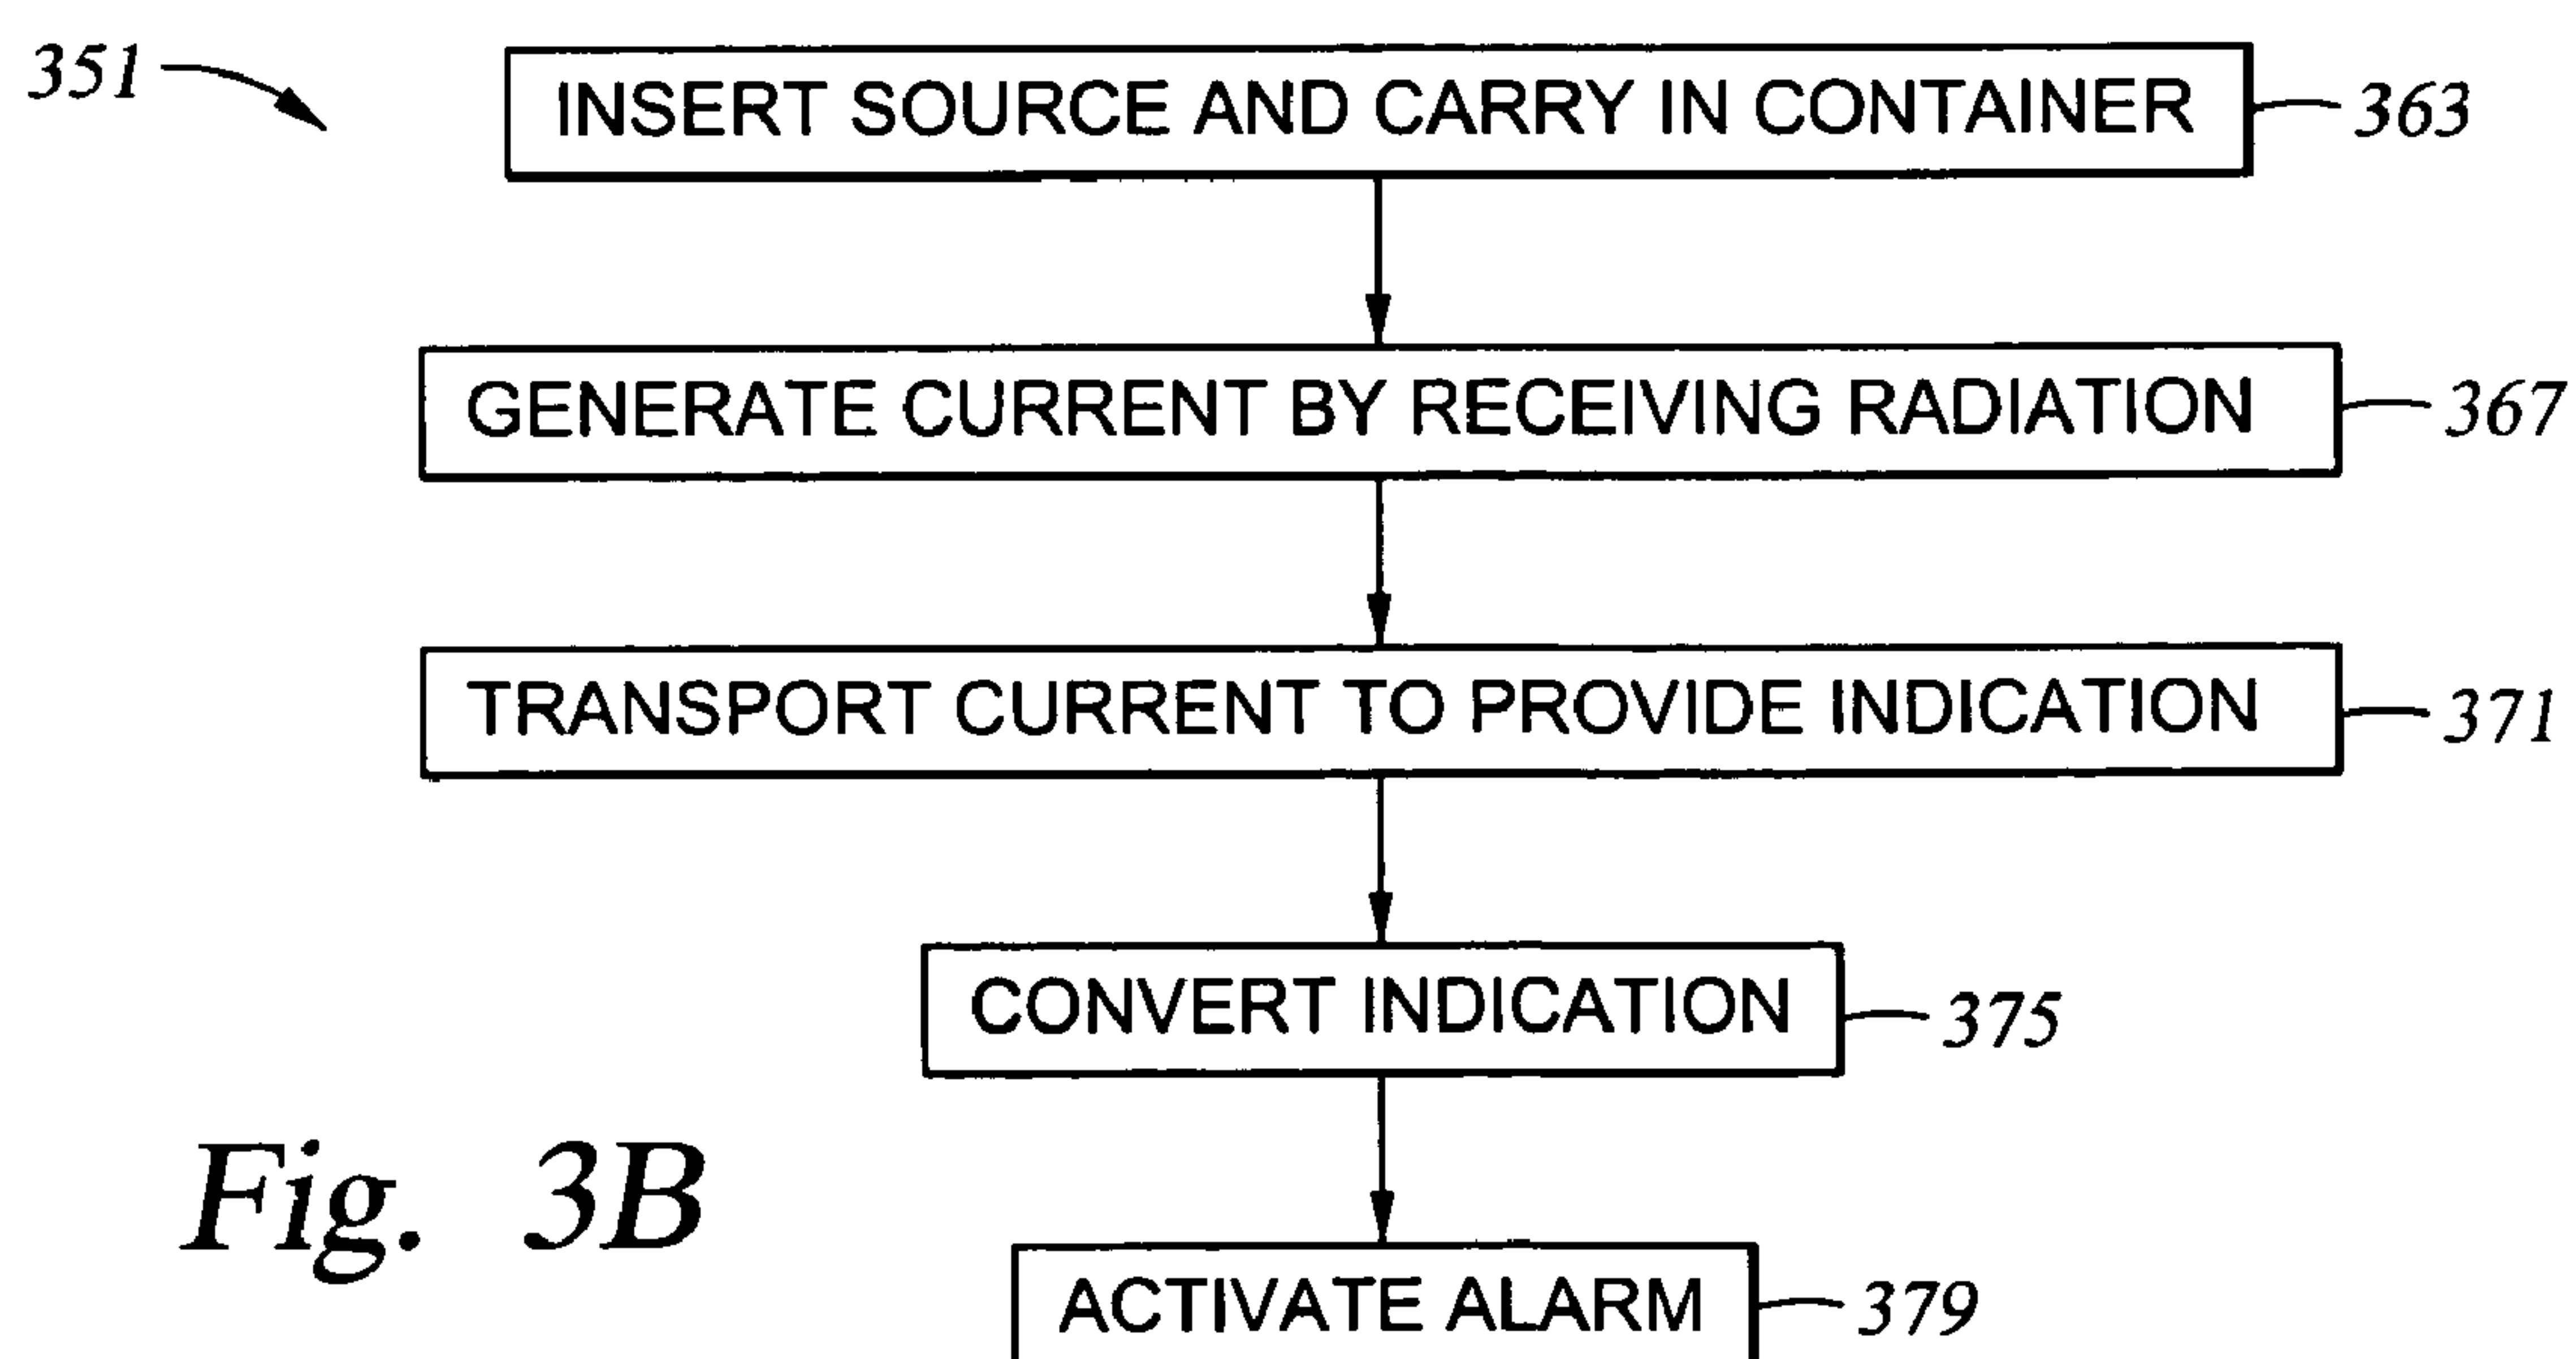 351
INSERT SOURCE AND CARRY IN CONTAINER
363
GENERATE CURRENT BY RECEIVING RADIATION
367
TRANSPORT CURRENT TO PROVIDE INDICATION
371
CONVERT INDICATION
375
Fig. 3B
ACTIVATE ALARM
379